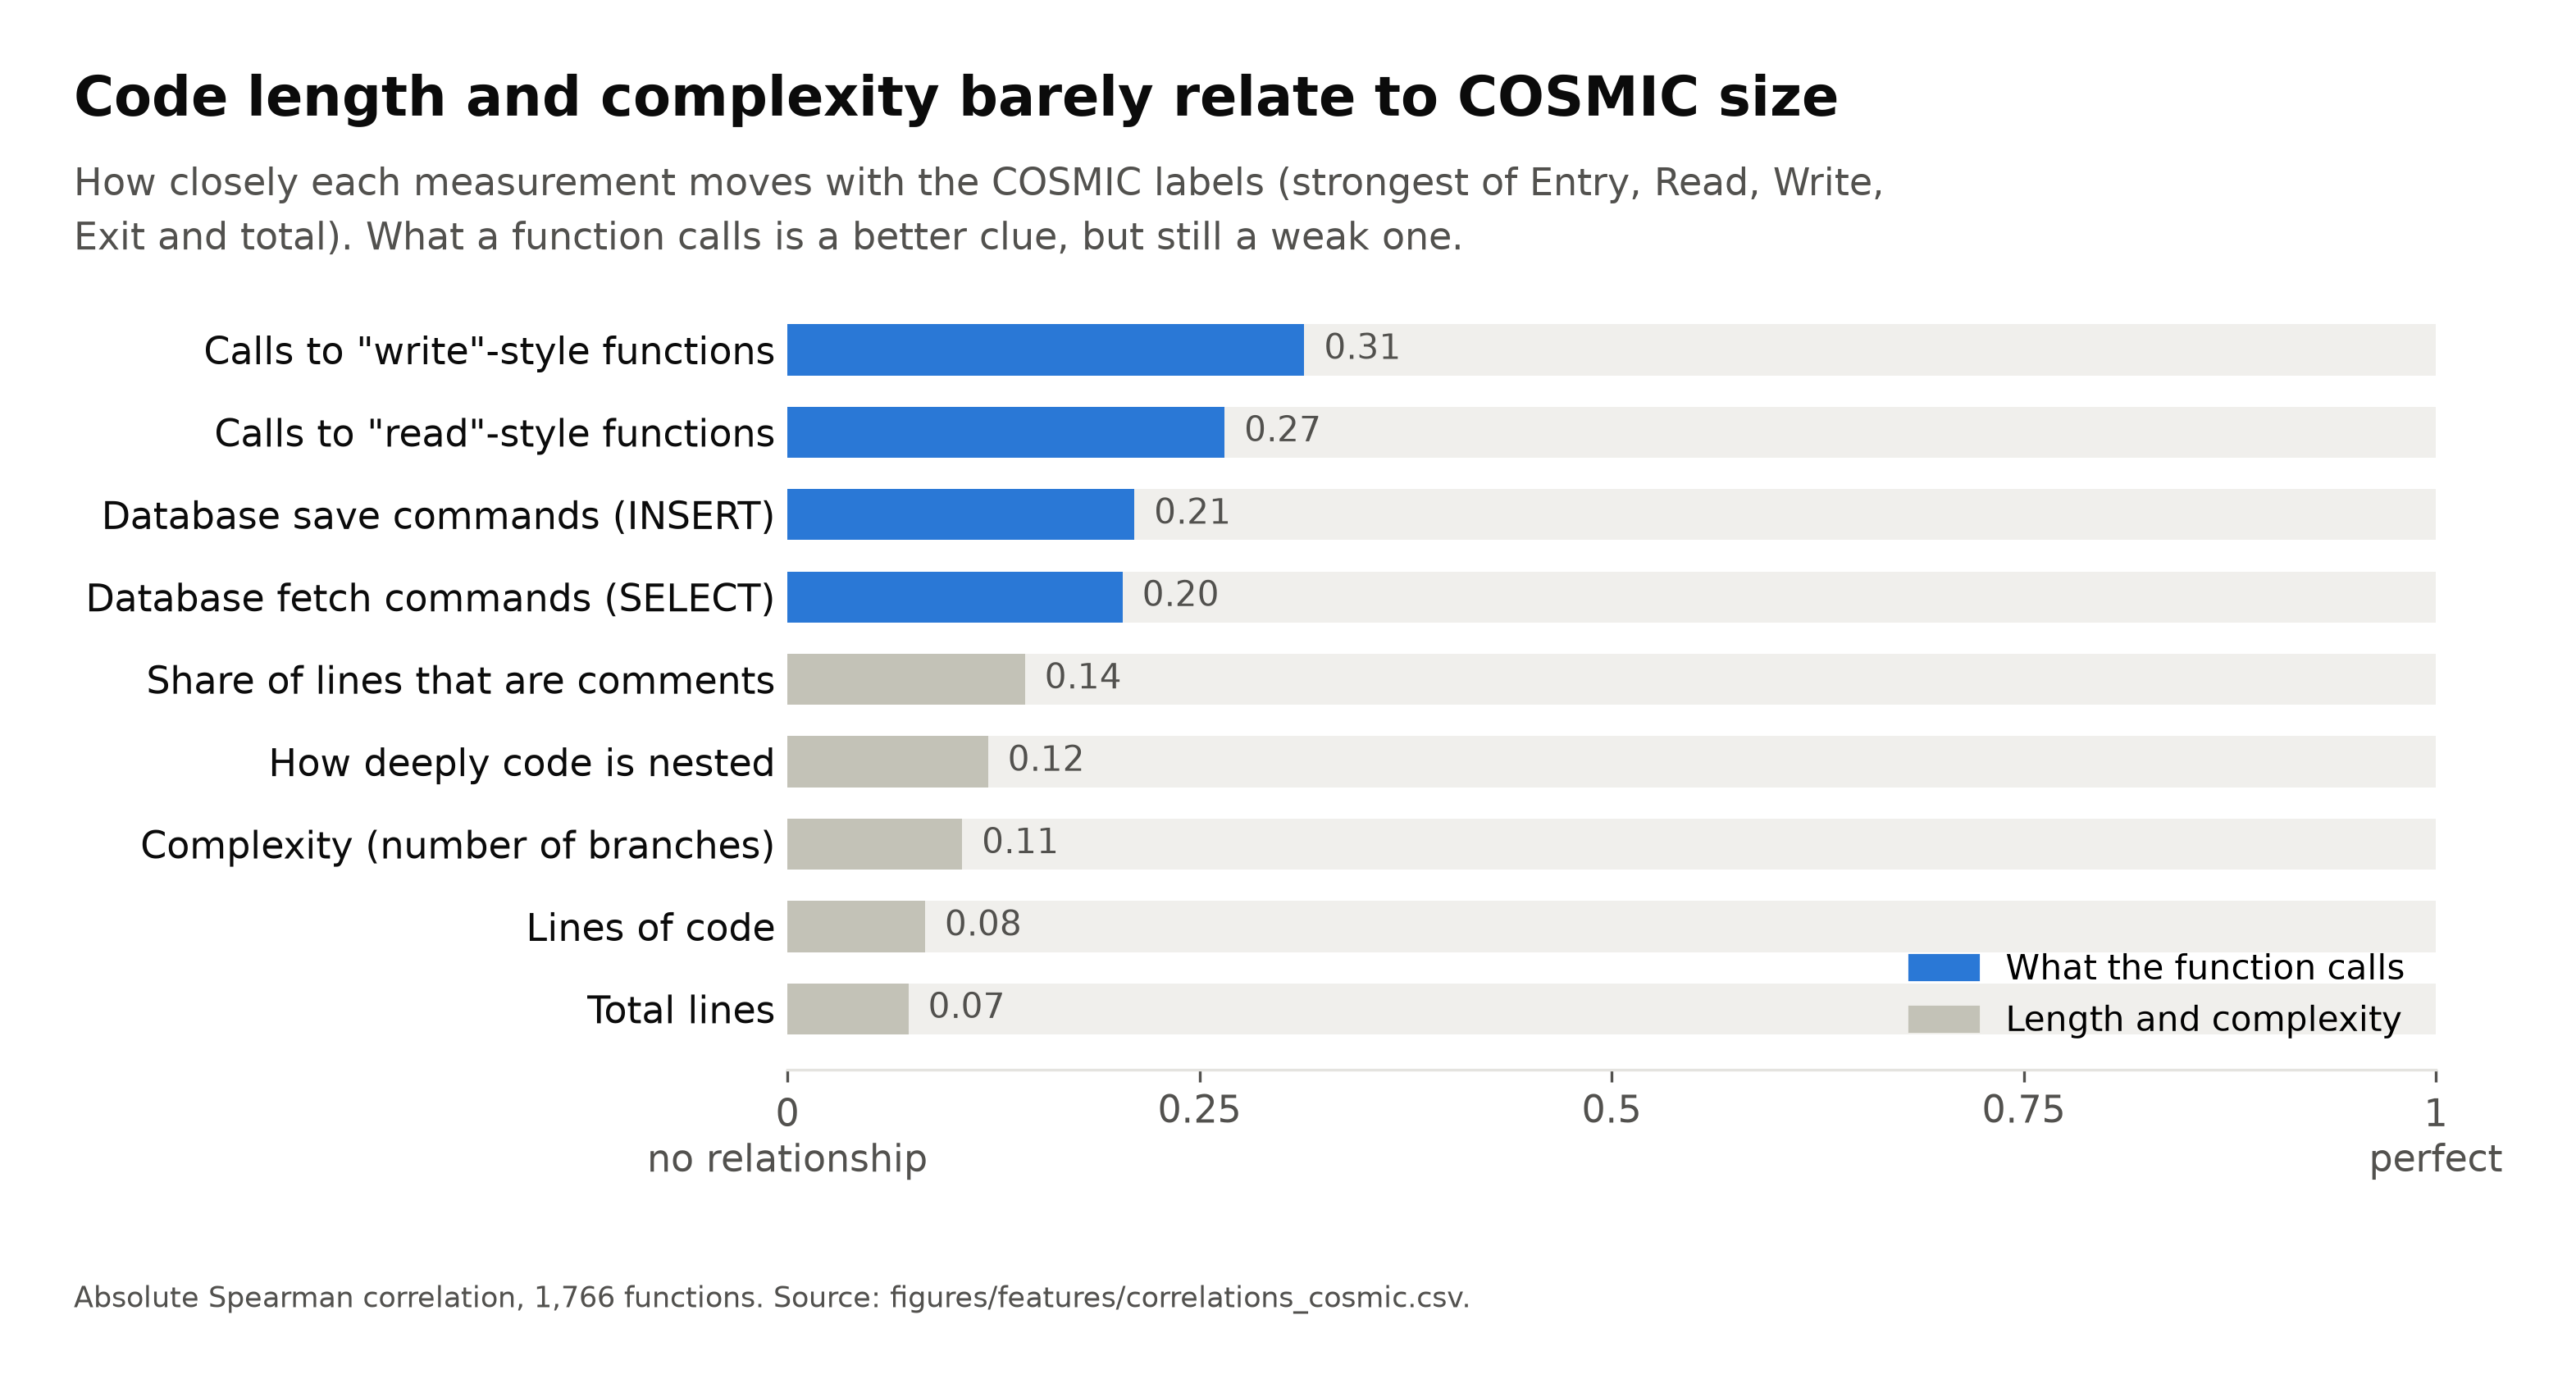 Code length and complexity barely relate to COSMIC size
How closely each measurement moves with the COSMIC labels (strongest of Entry, Read, Write,
Exit and total). What a function calls is a better clue, but still a weak one.
Calls to "write"-style functions 0.31
Calls to "read"-style functions 0.27
Database save commands (INSERT) 0.21
Database fetch commands (SELECT) 0.20
Share of lines that are comments 0.14
How deeply code is nested 0.12
Complexity (number of branches) 0.11
Lines of code 0.08
What the function calls
Total lines 0.07
Length and complexity
0 0.25 0.5 0.75 1
no relationship perfect
Absolute Spearman correlation, 1,766 functions. Source: figures/features/correlations_cosmic.csv.